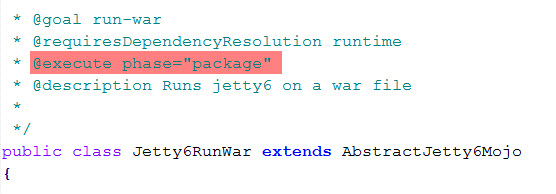 * @goal run-war
* @requiresDependencyResolution runtime
* @execute phase="package"
* @description Runs jetty6 on a war file
*
*/
public class Jetty6RunWar extends AbstractJetty6Mojo
{